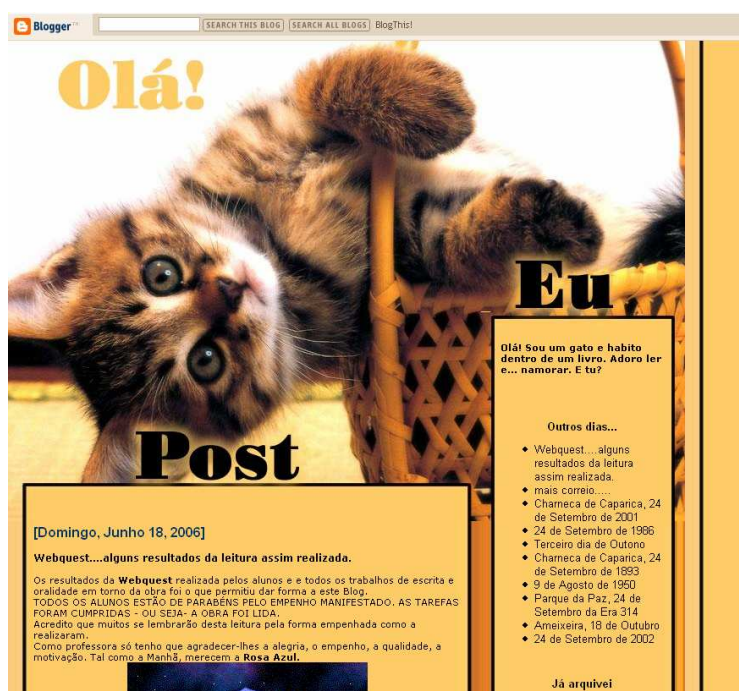 Blogger
SEARCH THIS BLOG SEARCH ALL BLOGS BlogThis!
Olá!
Eu
Olá! Sou um gato e habito
dentro de um livro. Adoro ler
e... namorar. E tu?
Outros dias...
Webquest....alguns
resultados da leitura
assim realizada.
mais correio.....
Charneca de Caparica, 24
de Setembro de 2001
24 de Setembro de 1986
Terceiro dia de Outono
Charneca de Caparica, 24
de Setembro de 1893
9 de Agosto de 1950
Parque da Paz, 24 de
Setembro da Era 314
Ameixeira, 18 de Outubro
24 de Setembro de 2002
Já arquivei
Post
[Domingo, Junho 18, 2006]
Webquest....alguns resultados da leitura assim realizada.
Os resultados da Webquest realizada pelos alunos e e todos os trabalhos de escrita e
oralidade em torno da obra foi o que permitiu dar forma a este Blog.
TODOS OS ALUNOS ESTÃO DE PARABÉNS PELO EMPENHO MANIFESTADO. AS TAREFAS
FORAM CUMPRIDAS - OU SEJA- A OBRA FOI LIDA.
Acredito que muitos se lembrarão desta leitura pela forma empenhada como a
realizaram.
Como professora só tenho que agradecer-lhes a alegria, o empenho, a qualidade, a
motivação. Tal como a Manhã, merecem a Rosa Azul.